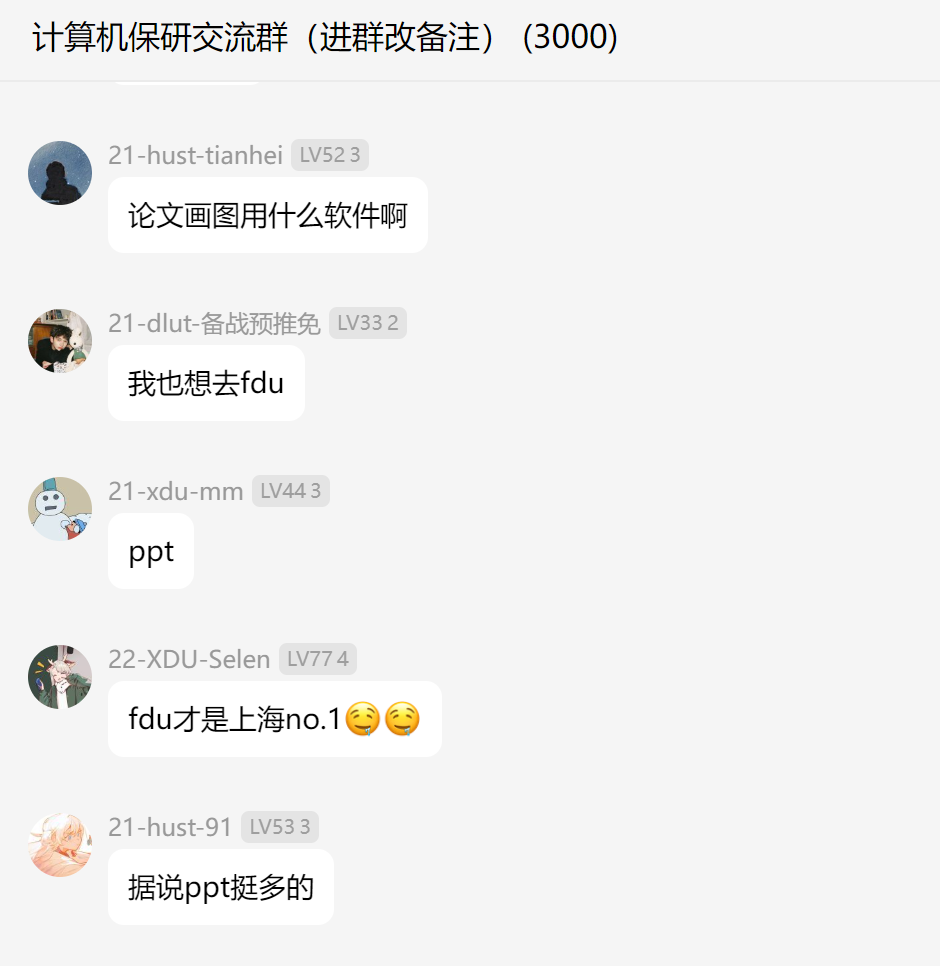 计算机保研交流群（进群改备注） (3000)
21-hust-tianhei LV52 3
论文画图用什么软件啊
21-dlut-备战预推免 LV33 2
我也想去fdu
21-xdu-mm LV44 3
ppt
22-XDU-Selen LV77 4
fdu才是上海no.1🤤🤤
21-hust-91 LV53 3
据说ppt挺多的